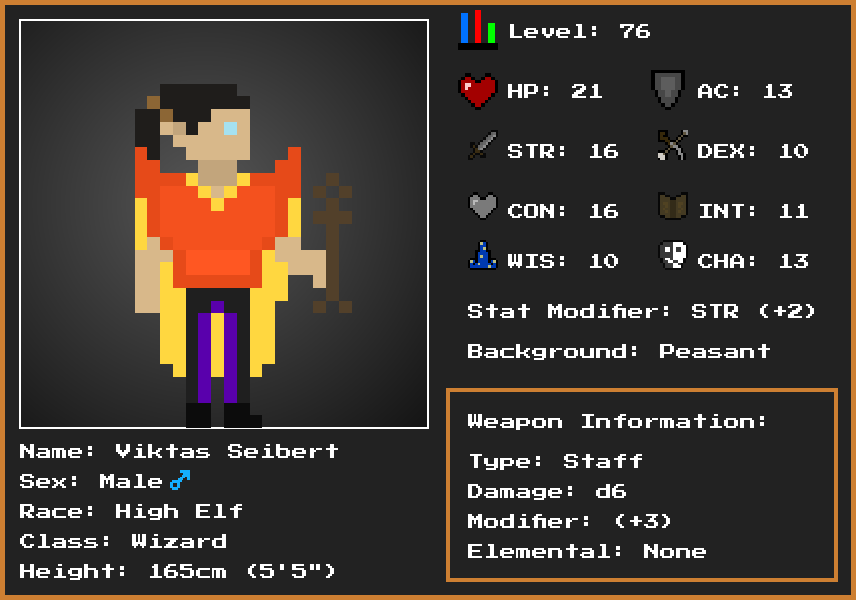 Level: 76
HP: 21 AC: 13
STR: 16 DEX: 10
CON: 16 INT: 11
WIS: 10 CHA: 13
Stat Modifier: STR (+2)
Background: Peasant
Weapon Information:
Type: Staff
Damage: d6
Modifier: (+3)
Elemental: None
Name: Viktas Seibert
Sex: Male♂
Race: High Elf
Class: Wizard
Height: 165cm (5'5")